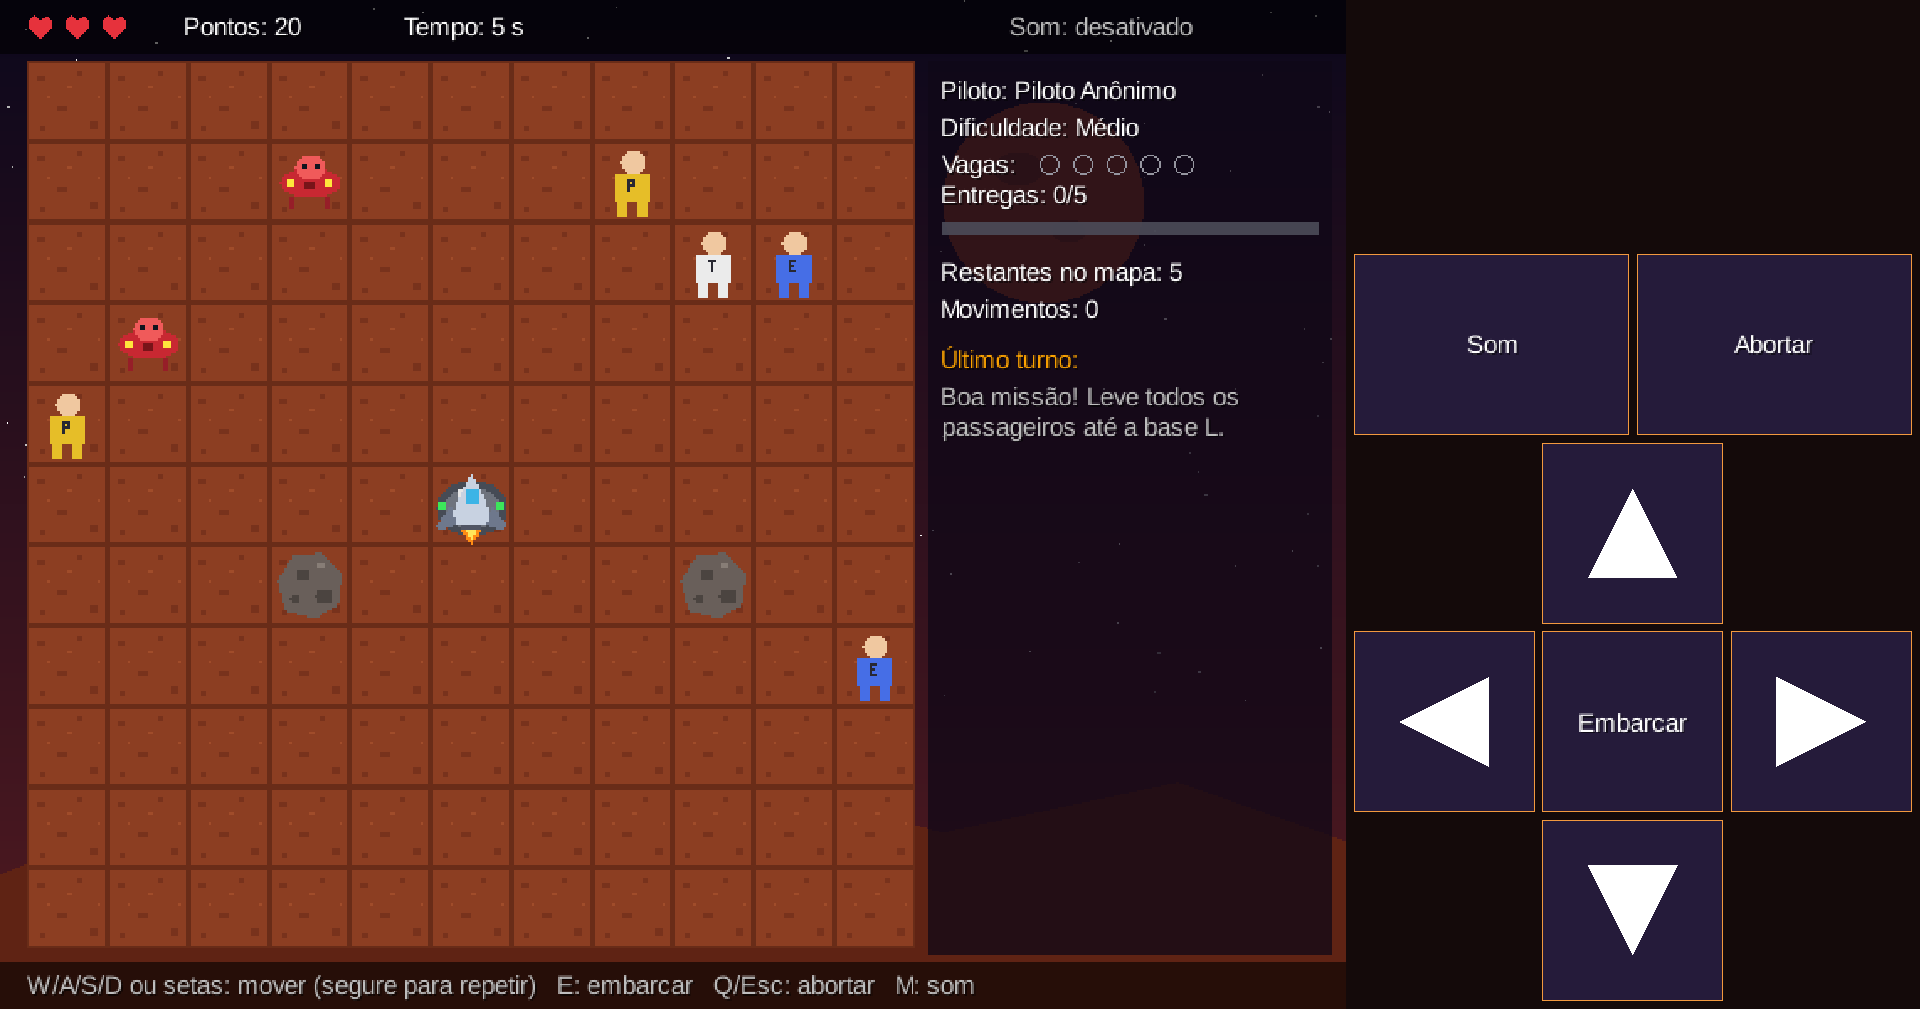 Pontos: 20
Tempo: 5 s
Som: desativado
Piloto: Piloto Anônimo
Dificuldade: Médio
Vagas:
Entregas: 0/5
Restantes no mapa: 5
Movimentos: 0
Último turno:
Boa missão! Leve todos os
passageiros até a base L.
P
T
E
P
E
Som
Abortar
Embarcar
W/A/S/D ou setas: mover (segure para repetir)   E: embarcar   Q/Esc: abortar   M: som